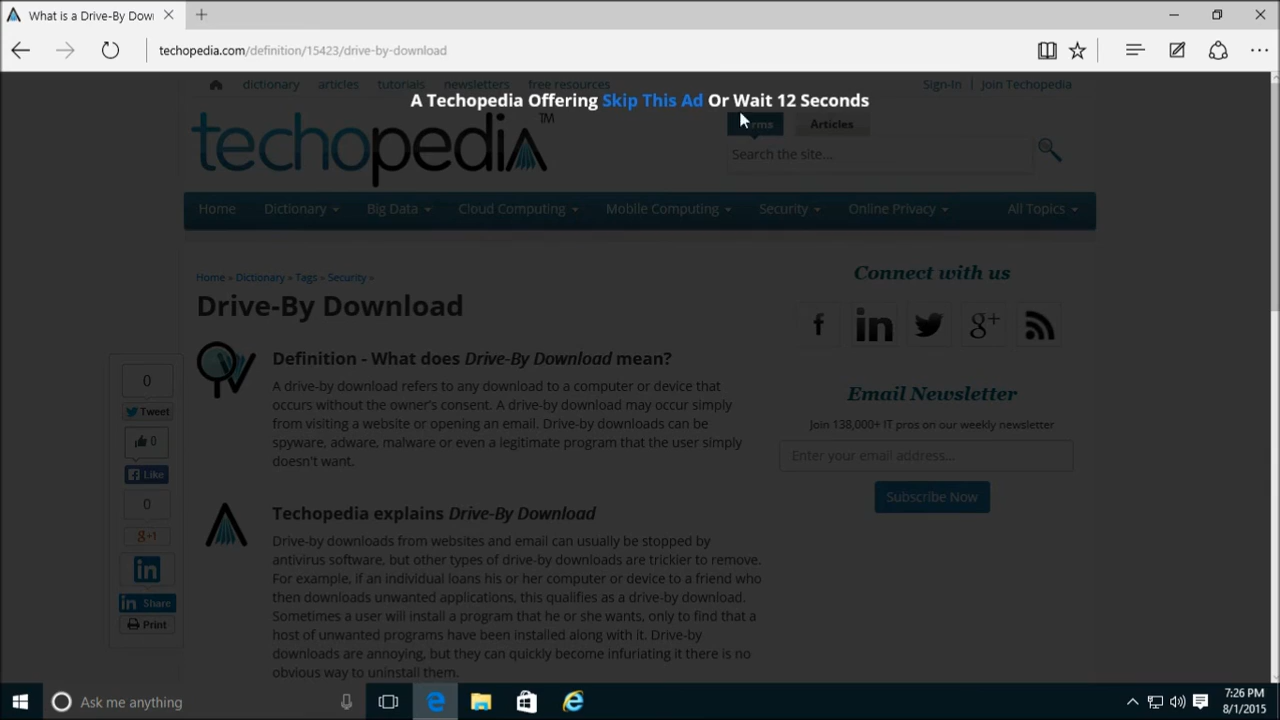 What is a Drive-By Dow
techopedia.com/definition/15423/drive-by-download
dictionary articles tutorials newsletters free resources
Sign-In Join Techopedia
A Techopedia Offering Skip This Ad Or Wait 12 Seconds
techopedia™
Articles
Search the site...
Home Dictionary Big Data Cloud Computing Mobile Computing Security Online Privacy All Topics
Home » Dictionary » Tags » Security »
Drive-By Download
Definition - What does Drive-By Download mean?
A drive-by download refers to any download to a computer or device that
occurs without the owner's consent. A drive-by download may occur simply
from visiting a website or opening an email. Drive-by downloads can be
spyware, adware, malware or even a legitimate program that the user simply
doesn't want.
Techopedia explains Drive-By Download
Drive-by downloads from websites and email can usually be stopped by
antivirus software, but other types of drive-by downloads are trickier to remove.
For example, if an individual loans his or her computer or device to a friend who
then downloads unwanted applications, this qualifies as a drive-by download.
Sometimes a user will install a program that he or she wants, only to find that a
host of unwanted programs have been installed along with it. Drive-by
downloads are annoying, but they can quickly become infuriating it there is no
obvious way to uninstall them.
0
Tweet
0
Like
0
g+1
in
in Share
Print
Connect with us
f in g+
Email Newsletter
Join 138,000+ IT pros on our weekly newsletter
Enter your email address...
Subscribe Now
Ask me anything
7:26 PM
8/1/2015